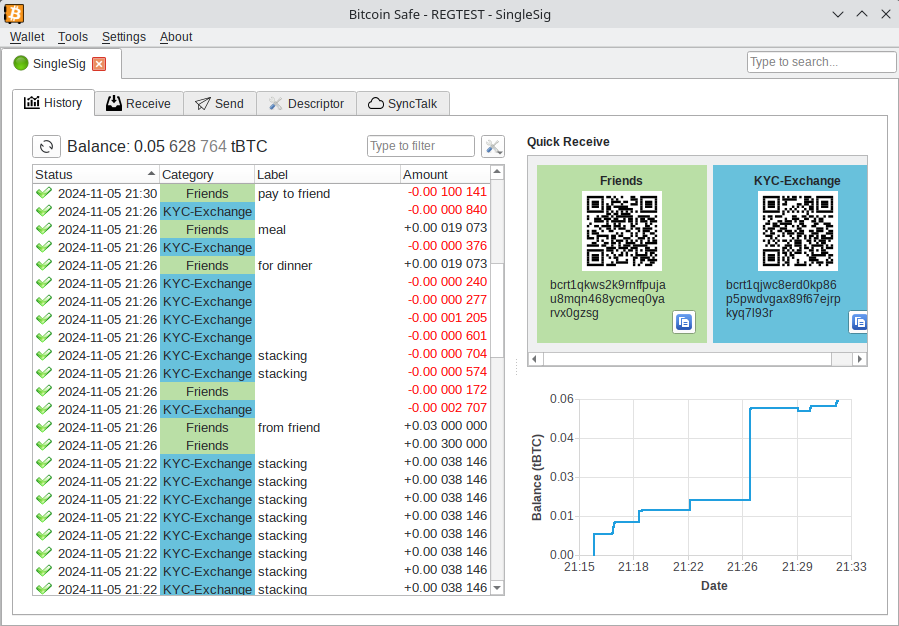 Bitcoin Safe - REGTEST - SingleSig
Wallet Tools Settings About
SingleSig
Type to search...
History Receive Send Descriptor SyncTalk
Balance: 0.05 628 764 tBTC
Type to filter
Status Category Label Amount
2024-11-05 21:30 Friends pay to friend -0.00 100 141
2024-11-05 21:26 KYC-Exchange -0.00 000 840
2024-11-05 21:26 Friends meal +0.00 019 073
2024-11-05 21:26 KYC-Exchange -0.00 000 376
2024-11-05 21:26 Friends for dinner +0.00 019 073
2024-11-05 21:26 KYC-Exchange -0.00 000 240
2024-11-05 21:26 KYC-Exchange -0.00 000 277
2024-11-05 21:26 KYC-Exchange -0.00 001 205
2024-11-05 21:26 KYC-Exchange -0.00 000 601
2024-11-05 21:26 KYC-Exchange stacking -0.00 000 704
2024-11-05 21:26 KYC-Exchange stacking -0.00 000 574
2024-11-05 21:26 Friends -0.00 000 172
2024-11-05 21:26 KYC-Exchange -0.00 002 707
2024-11-05 21:26 Friends from friend +0.03 000 000
2024-11-05 21:26 Friends +0.00 300 000
2024-11-05 21:22 KYC-Exchange stacking +0.00 038 146
2024-11-05 21:22 KYC-Exchange stacking +0.00 038 146
2024-11-05 21:22 KYC-Exchange stacking +0.00 038 146
2024-11-05 21:22 KYC-Exchange stacking +0.00 038 146
2024-11-05 21:22 KYC-Exchange stacking +0.00 038 146
2024-11-05 21:22 KYC-Exchange stacking +0.00 038 146
2024-11-05 21:22 KYC-Exchange stacking +0.00 038 146
2024-11-05 21:22 KYC-Exchange stacking +0.00 038 146
Quick Receive
Friends
bcrt1qkws2k9rnffpuja
u8mqn468ycmeq0ya
rvx0gzsg
KYC-Exchange
bcrt1qjwc8erd0kp86
p5pwdvgax89f67ejrp
kyq7l93r
Balance (tBTC)
0.06
0.04
0.03
0.01
0.00
21:15 21:18 21:22 21:26 21:29 21:33
Date